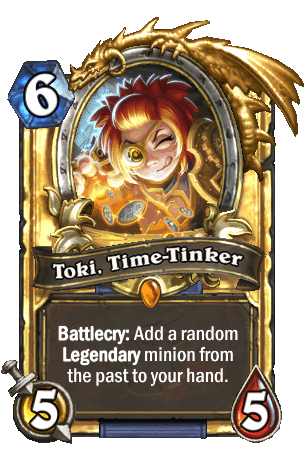 6
Toki, Time-Tinker
Battlecry: Add a random
Legendary minion from
the past to your hand.
5 5